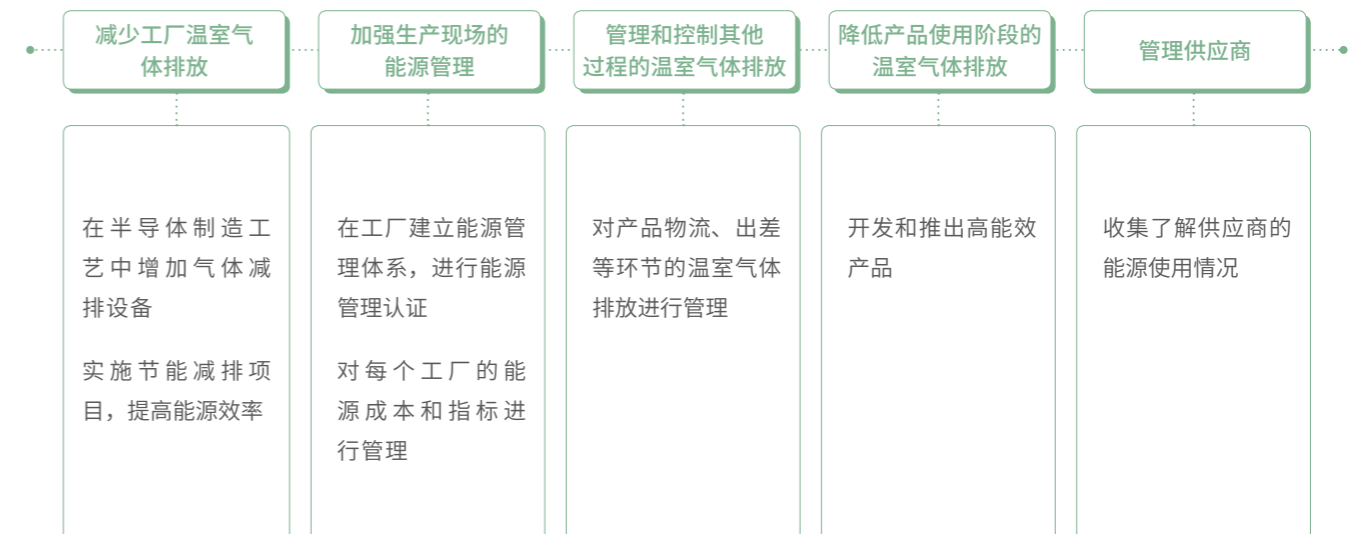 减少工厂温室气
体排放
在半导体制造工
艺中增加气体减
排设备
实施节能减排项
目，提高能源效率
加强生产现场的
能源管理
在工厂建立能源管
理体系，进行能源
管理认证
对每个工厂的能
源成本和指标进
行管理
管理和控制其他
过程的温室气体排放
对产品物流、出差
等环节的温室气体
排放进行管理
降低产品使用阶段的
温室气体排放
开发和推出高能效
产品
管理供应商
收集了解供应商的
能源使用情况